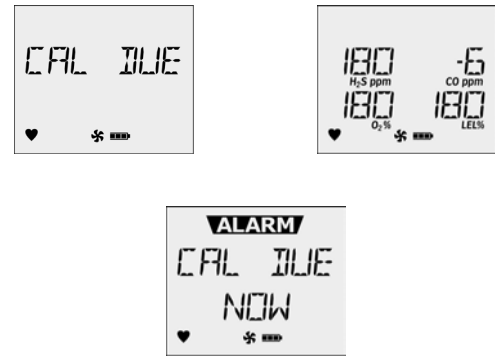 CAL DUE
180 -6
H₂S ppm CO ppm
180 180
O₂% LEL%
ALARM
CAL DUE
NOW